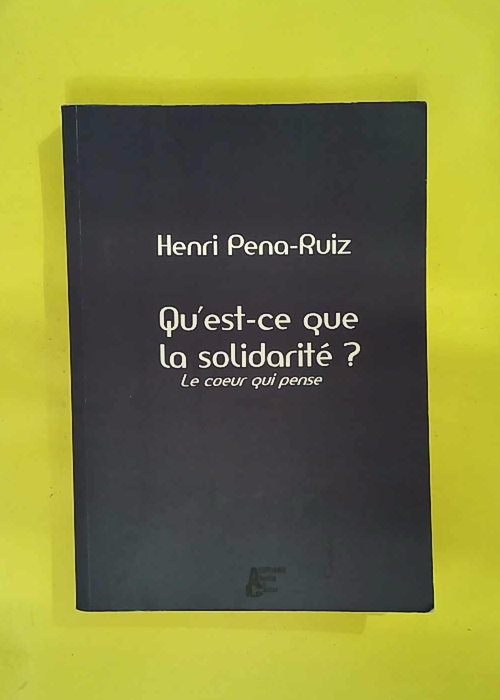 Henri Pena-Ruiz
Qu'est-ce que
la solidarité ?
Le coeur qui pense